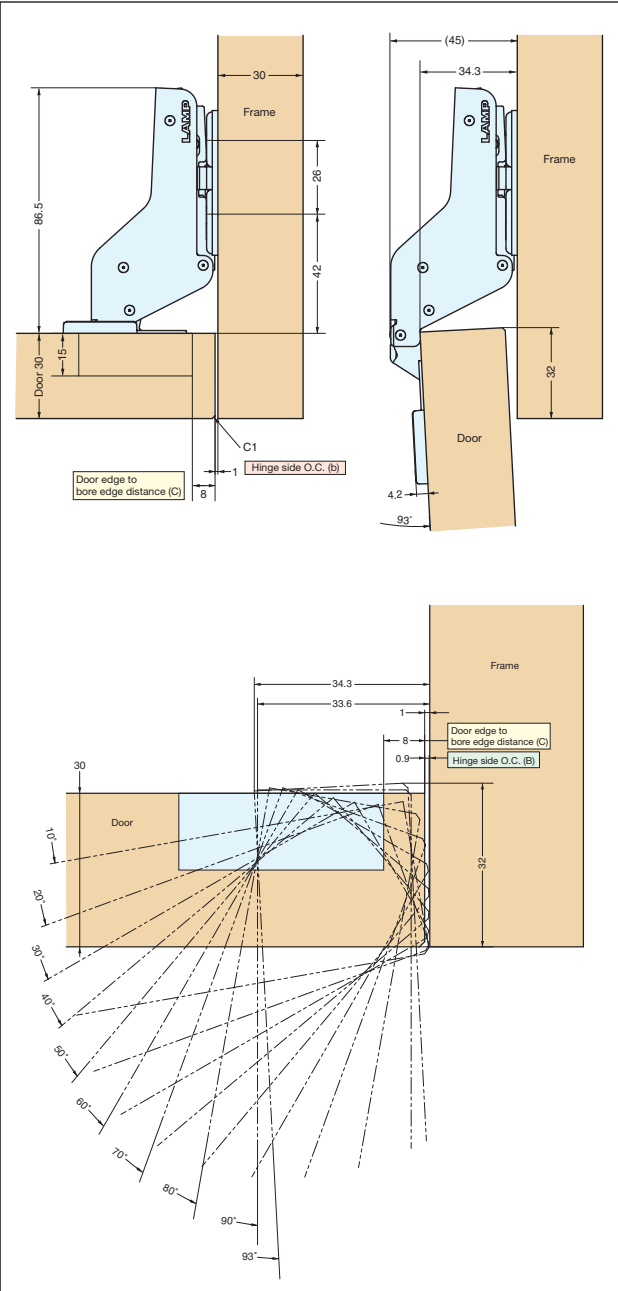 30
Frame
LAMP
86.5
26
42
Door 30
15
C1
1
Hinge side O.C. (b)
Door edge to
bore edge distance (C)
8
(45)
34.3
LAMP
Frame
32
Door
4.2
93°
Frame
34.3
33.6
1
8
Door edge to
bore edge distance (C)
0.9
Hinge side O.C. (B)
30
Door
32
10°
20°
30°
40°
50°
60°
70°
80°
90°
93°